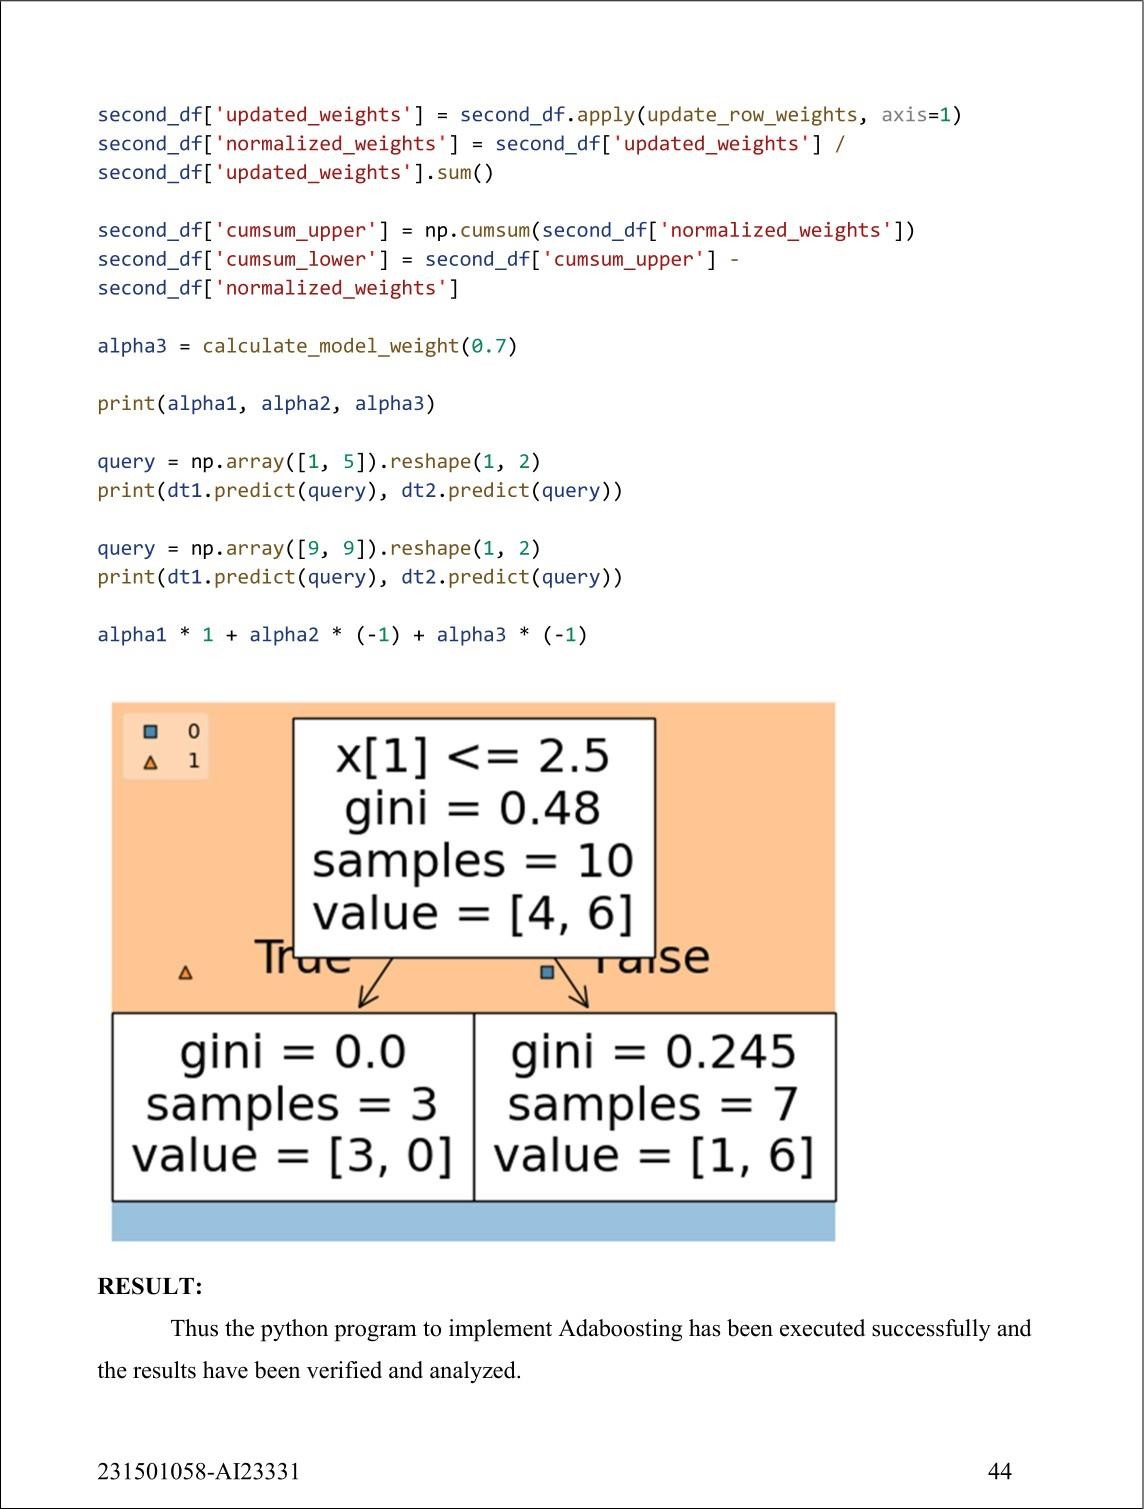 second_df['updated_weights'] = second_df.apply(update_row_weights, axis=1)
second_df['normalized_weights'] = second_df['updated_weights'] /
second_df['updated_weights'].sum()
second_df['cumsum_upper'] = np.cumsum(second_df['normalized_weights'])
second_df['cumsum_lower'] = second_df['cumsum_upper'] -
second_df['normalized_weights']
alpha3 = calculate_model_weight(0.7)
print(alpha1, alpha2, alpha3)
query = np.array([1, 5]).reshape(1, 2)
print(dt1.predict(query), dt2.predict(query))
query = np.array([9, 9]).reshape(1, 2)
print(dt1.predict(query), dt2.predict(query))
alpha1 * 1 + alpha2 * (-1) + alpha3 * (-1)
0
1
x[1] <= 2.5
gini = 0.48
samples = 10
value = [4, 6]
True
False
gini = 0.0
samples = 3
value = [3, 0]
gini = 0.245
samples = 7
value = [1, 6]
RESULT:
Thus the python program to implement Adaboosting has been executed successfully and
the results have been verified and analyzed.
231501058-AI23331
44